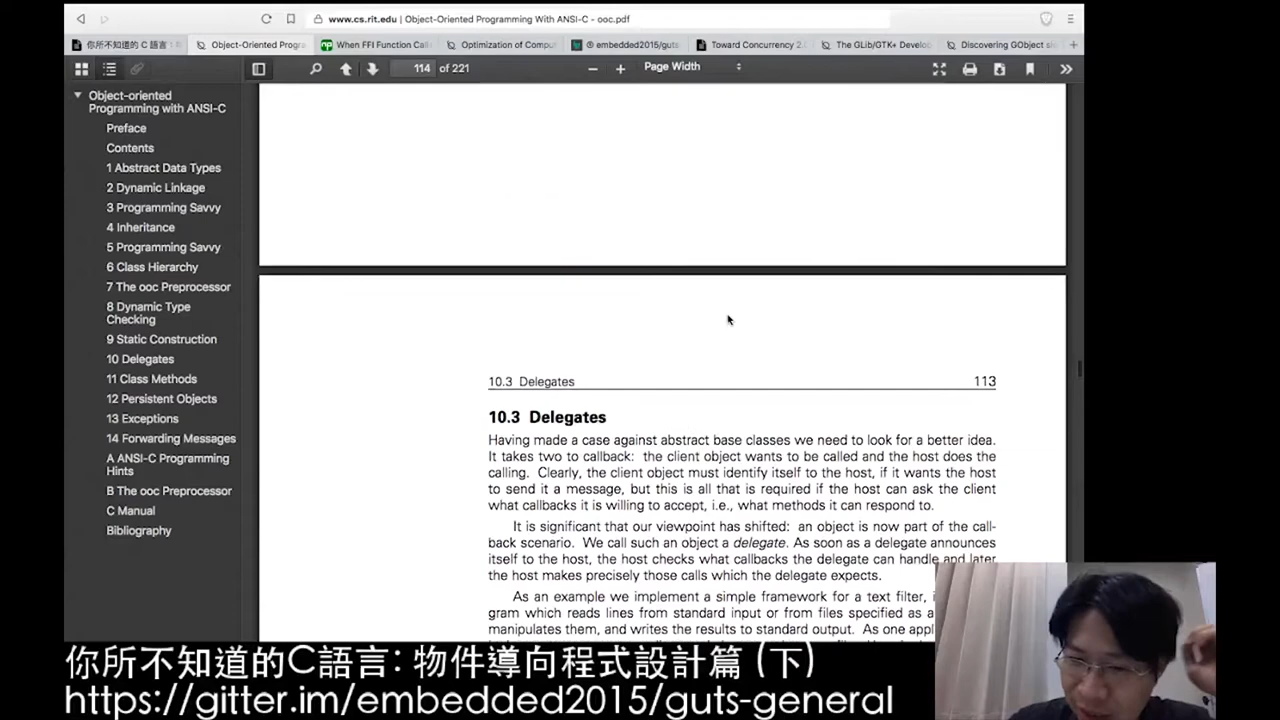 www.cs.rit.edu | Object-Oriented Programming With ANSI-C - ooc.pdf
你所不知道的 C 語言：
Object-Oriented Progra
When FFI Function Cal
Optimization of Compu
embedded2015/guts
Toward Concurrency 2.
The GLib/GTK+ Develo
Discovering GObject
114 of 221
Page Width
Object-oriented
Programming with ANSI-C
Preface
Contents
1 Abstract Data Types
2 Dynamic Linkage
3 Programming Savvy
4 Inheritance
5 Programming Savvy
6 Class Hierarchy
7 The ooc Preprocessor
8 Dynamic Type
Checking
9 Static Construction
10 Delegates
11 Class Methods
12 Persistent Objects
13 Exceptions
14 Forwarding Messages
A ANSI-C Programming
Hints
B The ooc Preprocessor
C Manual
Bibliography
10.3 Delegates 113
10.3 Delegates
Having made a case against abstract base classes we need to look for a better idea.
It takes two to callback: the client object wants to be called and the host does the
calling. Clearly, the client object must identify itself to the host, if it wants the host
to send it a message, but this is all that is required if the host can ask the client
what callbacks it is willing to accept, i.e., what methods it can respond to.
It is significant that our viewpoint has shifted: an object is now part of the call-
back scenario. We call such an object a delegate. As soon as a delegate announces
itself to the host, the host checks what callbacks the delegate can handle and later
the host makes precisely those calls which the delegate expects.
As an example we implement a simple framework for a text filter,
gram which reads lines from standard input or from files specified as a
manipulates them, and writes the results to standard output. As one appl
你所不知道的C語言: 物件導向程式設計篇 (下)
https://gitter.im/embedded2015/guts-general